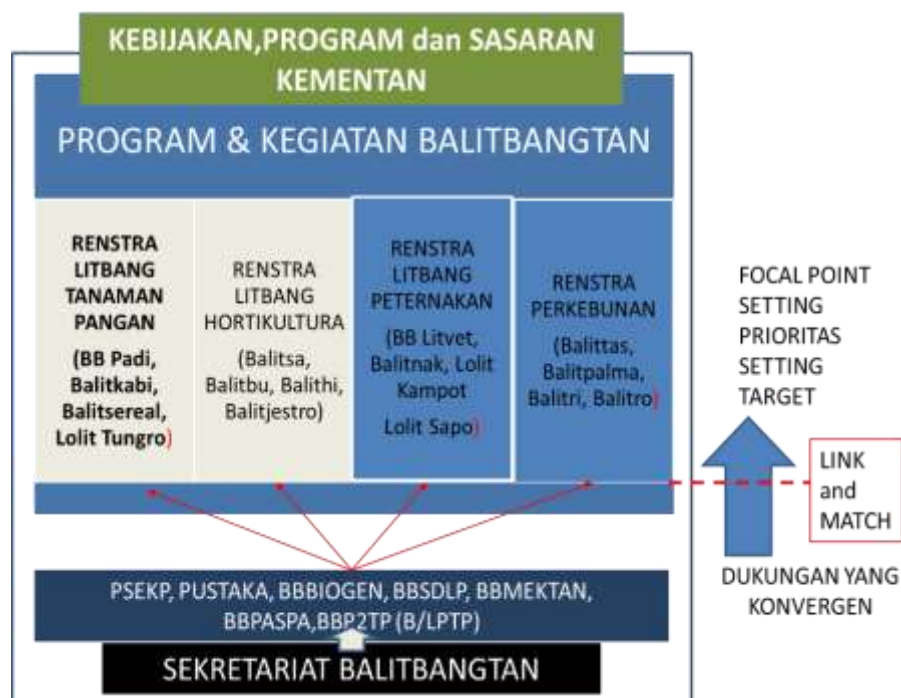 KEBIJAKAN,PROGRAM dan SASARAN
KEMENTAN
PROGRAM & KEGIATAN BALITBANGTAN
RENSTRA
LITBANG
TANAMAN
PANGAN
(BB Padi,
Balitkabi,
Balitsereal,
Lolit Tungro)
RENSTRA
LITBANG
HORTIKULTURA
(Balitsa,
Balitbu, Balithi,
Balitjestro)
RENSTRA
LITBANG
PETERNAKAN
(BB Litvet,
Balitnak, Lolit
Kampot
Lolit Sapo)
RENSTRA
PERKEBUNAN
(Balittas,
Balitpalma,
Balitri, Balitro)
FOCAL POINT
SETTING
PRIORITAS
SETTING
TARGET
LINK
and
MATCH
DUKUNGAN YANG
KONVERGEN
PSEKP, PUSTAKA, BBBIOGEN, BBSDLP, BBMEKTAN,
BBPASPA,BBP2TP (B/LPTP)
SEKRETARIAT BALITBANGTAN